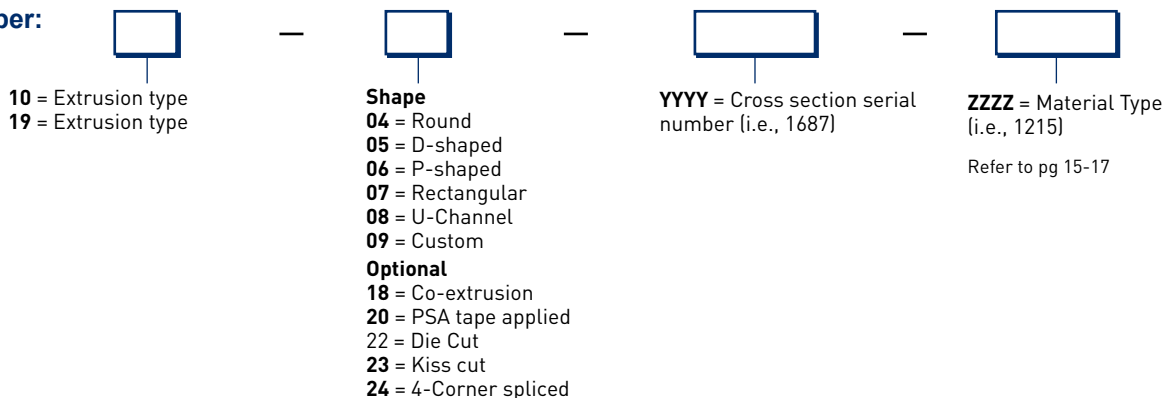 ber:
— — —
10 = Extrusion type
19 = Extrusion type
Shape
04 = Round
05 = D-shaped
06 = P-shaped
07 = Rectangular
08 = U-Channel
09 = Custom
Optional
18 = Co-extrusion
20 = PSA tape applied
22 = Die Cut
23 = Kiss cut
24 = 4-Corner spliced
YYYY = Cross section serial
number (i.e., 1687)
ZZZZ = Material Type
(i.e., 1215)
Refer to pg 15-17